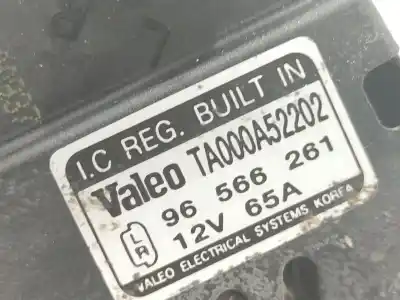 I.C REG. BUILT IN
Valeo TA000A52202
96 566 261
L
R
12V 65A
VALEO ELECTRICAL SYSTEMS KOREA